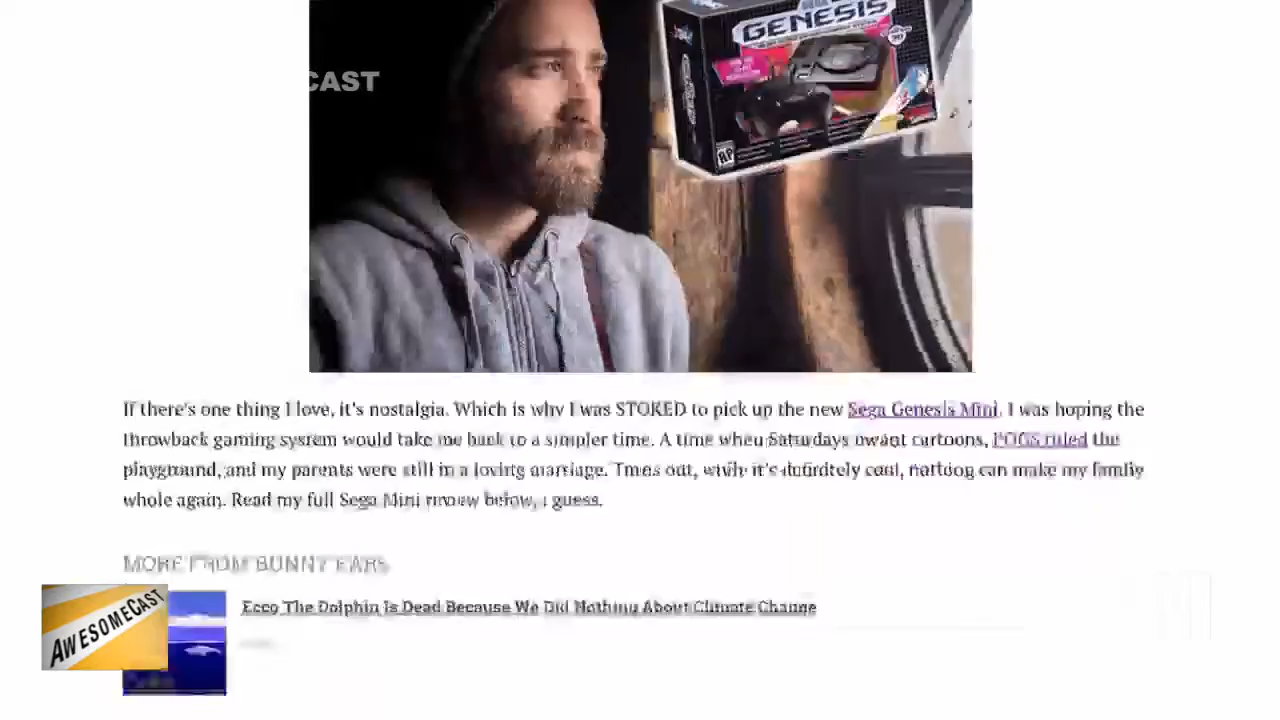 GENESIS
CAST
If there's one thing I love, it's nostalgia. Which is why I was STOKED to pick up the new Sega Genesis Mini. I was hoping the
throwback gaming system would take me back to a simpler time. A time when Saturdays meant cartoons, POGS ruled the
playground, and my parents were still in a loving marriage. Turns out, while it's definitely cool, nothing can make my family
whole again. Read my full Sega Mini review below, I guess.
MORE FROM BUNNY EARS
Ecco The Dolphin Is Dead Because We Did Nothing About Climate Change
AWESOMECAST